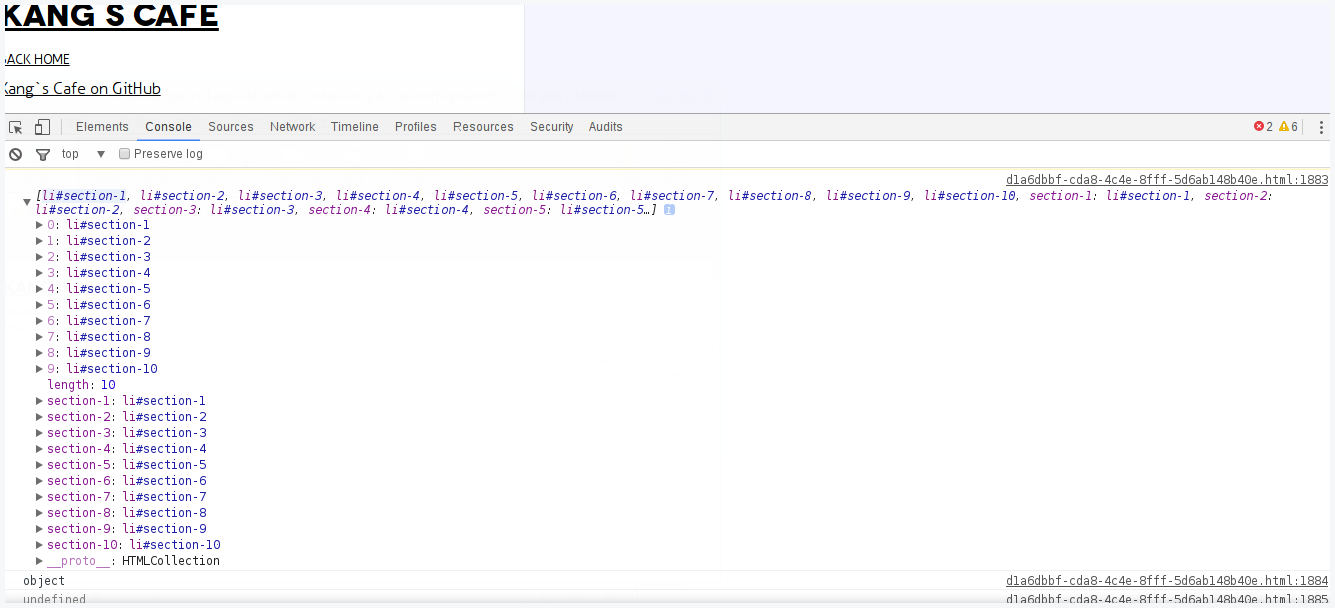 KANG S CAFE
BACK HOME
Kang`s Cafe on GitHub
Elements Console Sources Network Timeline Profiles Resources Security Audits 2 6
top Preserve log
d1a6dbbf-cda8-4c4e-8fff-5d6ab148b40e.html:1883
[li#section-1, li#section-2, li#section-3, li#section-4, li#section-5, li#section-6, li#section-7, li#section-8, li#section-9, li#section-10, section-1: li#section-1, section-2:
li#section-2, section-3: li#section-3, section-4: li#section-4, section-5: li#section-5…]
0: li#section-1
1: li#section-2
2: li#section-3
3: li#section-4
4: li#section-5
5: li#section-6
6: li#section-7
7: li#section-8
8: li#section-9
9: li#section-10
length: 10
section-1: li#section-1
section-2: li#section-2
section-3: li#section-3
section-4: li#section-4
section-5: li#section-5
section-6: li#section-6
section-7: li#section-7
section-8: li#section-8
section-9: li#section-9
section-10: li#section-10
__proto__: HTMLCollection
object d1a6dbbf-cda8-4c4e-8fff-5d6ab148b40e.html:1884
undefined d1a6dbbf-cda8-4c4e-8fff-5d6ab148b40e.html:1885